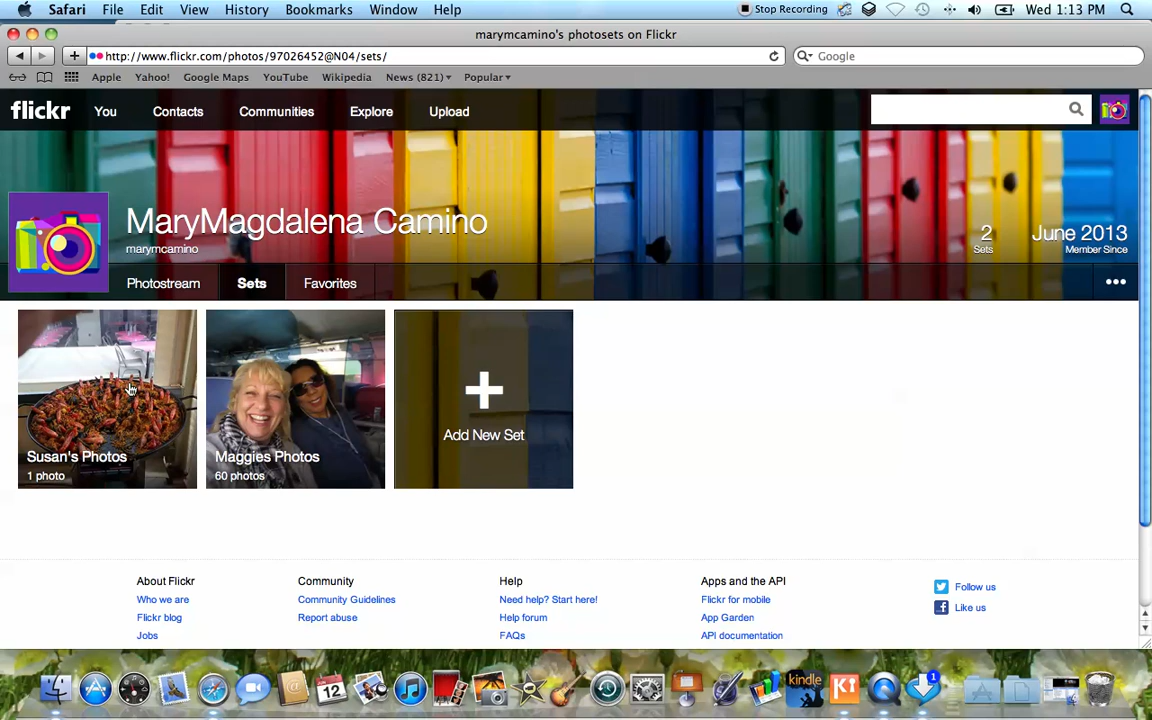 Safari File Edit View History Bookmarks Window Help Stop Recording Wed 1:13 PM
marymcamino's photosets on Flickr
http://www.flickr.com/photos/97026452@N04/sets/ Google
Apple Yahoo! Google Maps YouTube Wikipedia News (821) Popular
flickr You Contacts Communities Explore Upload
MaryMagdalena Camino
marymcamino
2 Sets
June 2013 Member Since
Photostream Sets Favorites
Susan's Photos
1 photo
Maggies Photos
60 photos
Add New Set
About Flickr
Who we are
Flickr blog
Jobs
Community
Community Guidelines
Report abuse
Help
Need help? Start here!
Help forum
FAQs
Apps and the API
Flickr for mobile
App Garden
API documentation
Follow us
Like us
12
kindle
1